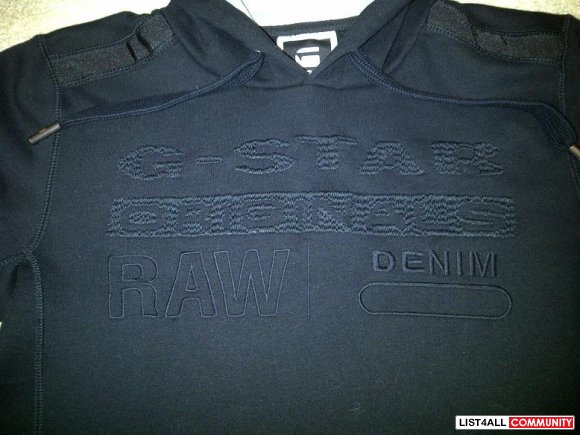 G-STAR
ORIGINALS
RAW DENIM
LIST4ALL COMMUNITY